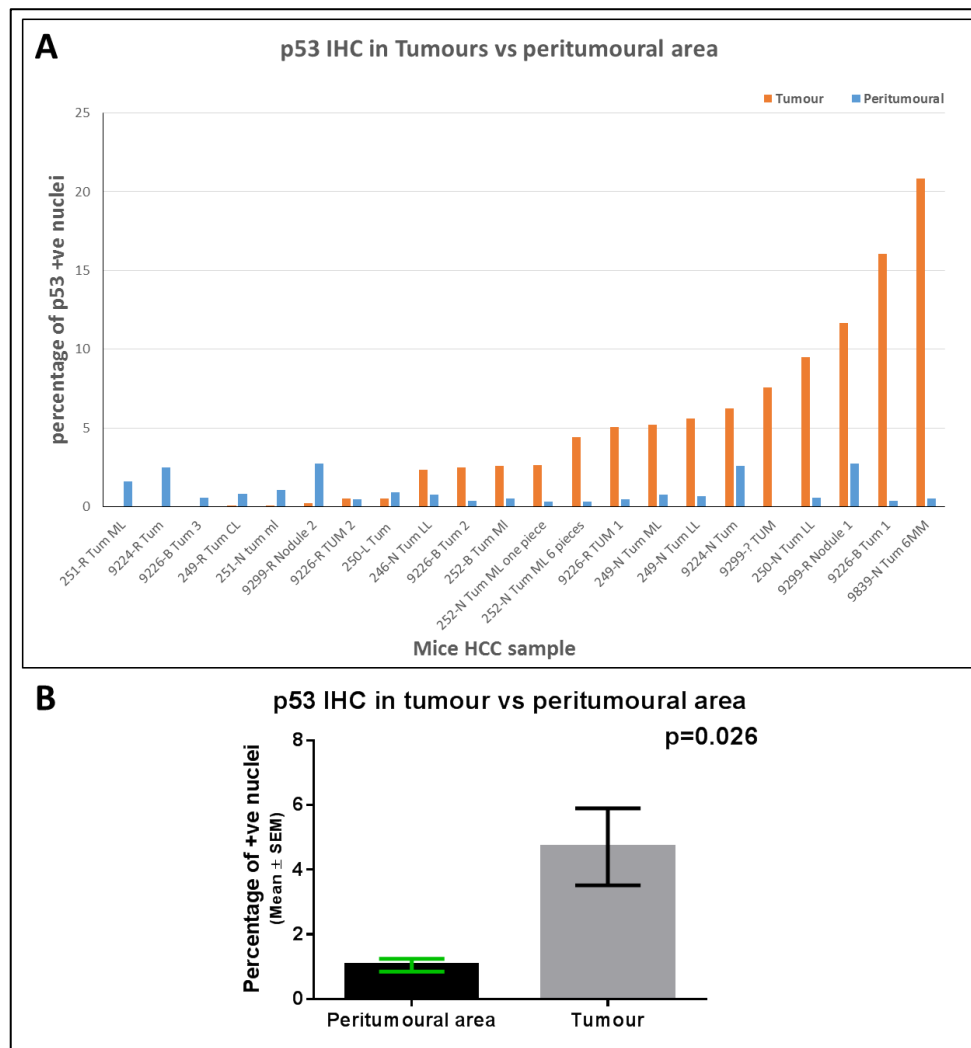 A
p53 IHC in Tumours vs peritumoural area
Tumour Peritumoural
25
20
15
10
5
0
percentage of p53 +ve nuclei
251-R Tum ML
9224-R Tum
9226-B Tum 3
249-R Tum CL
251-N tum ml
9299-R Nodule 2
9226-R TUM 2
250-L Tum
246-N Tum LL
9226-B Tum 2
252-B Tum Ml
252-N Tum ML one piece
252-N Tum ML 6 pieces
9226-R TUM 1
249-N Tum ML
249-N Tum LL
9224-N Tum
9299-? TUM
250-N Tum LL
9299-R Nodule 1
9226-B Tum 1
9839-N Tum 6MM
Mice HCC sample
B
p53 IHC in tumour vs peritumoural area
p=0.026
8
6
4
2
0
Percentage of +ve nuclei
(Mean ± SEM)
Peritumoural area Tumour